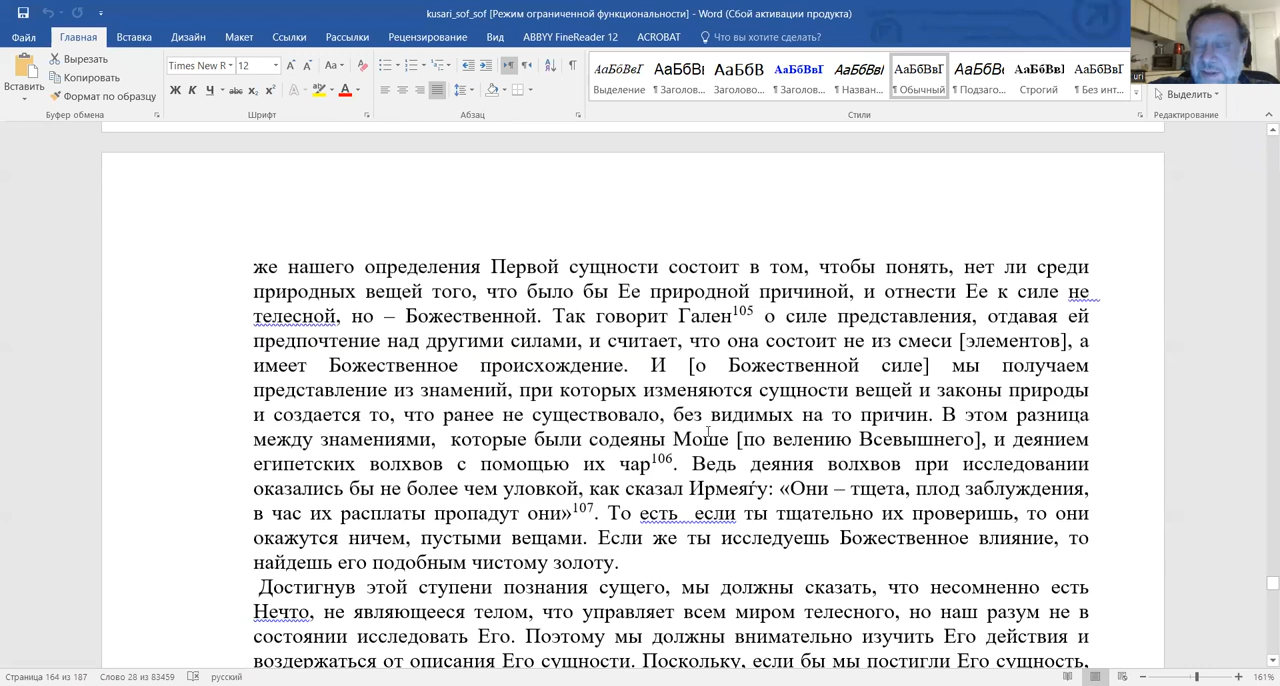 kusari_sof_sof [Режим ограниченной функциональности] - Word (Сбой активации продукта)
Файл Главная Вставка Дизайн Макет Ссылки Рассылки Рецензирование Вид ABBYY FineReader 12 ACROBAT Что вы хотите сделать?
Вставить
Вырезать
Копировать
Формат по образцу
Буфер обмена
Times New R 12
Ж К Ч abc x₂ x²
Шрифт
Абзац
АаБбВвГ АаБбВı АаБбВ АаБбВвГ АаБбВвІ АаБбВвГ АаБбВı АаБбВвГ АаБбВвГ
Выделение ¶ Заголов... Заголово... ¶ Заголов... ¶ Назван... ¶ Обычный ¶ Подзаго... Строгий ¶ Без инт...
Стили
uri
Выделить
Редактирование
же нашего определения Первой сущности состоит в том, чтобы понять, нет ли среди
природных вещей того, что было бы Ее природной причиной, и отнести Ее к силе не
телесной, но – Божественной. Так говорит Гален105 о силе представления, отдавая ей
предпочтение над другими силами, и считает, что она состоит не из смеси [элементов], а
имеет Божественное происхождение. И [о Божественной силе] мы получаем
представление из знамений, при которых изменяются сущности вещей и законы природы
и создается то, что ранее не существовало, без видимых на то причин. В этом разница
между знамениями, которые были содеяны Моше [по велению Всевышнего], и деянием
египетских волхвов с помощью их чар106. Ведь деяния волхвов при исследовании
оказались бы не более чем уловкой, как сказал Ирмеяѓу: «Они – тщета, плод заблуждения,
в час их расплаты пропадут они»107. То есть если ты тщательно их проверишь, то они
окажутся ничем, пустыми вещами. Если же ты исследуешь Божественное влияние, то
найдешь его подобным чистому золоту.
Достигнув этой ступени познания сущего, мы должны сказать, что несомненно есть
Нечто, не являющееся телом, что управляет всем миром телесного, но наш разум не в
состоянии исследовать Его. Поэтому мы должны внимательно изучить Его действия и
воздержаться от описания Его сущности. Поскольку, если бы мы постигли Его сущность,
Страница 164 из 187 Слово 28 из 83459 русский 161%